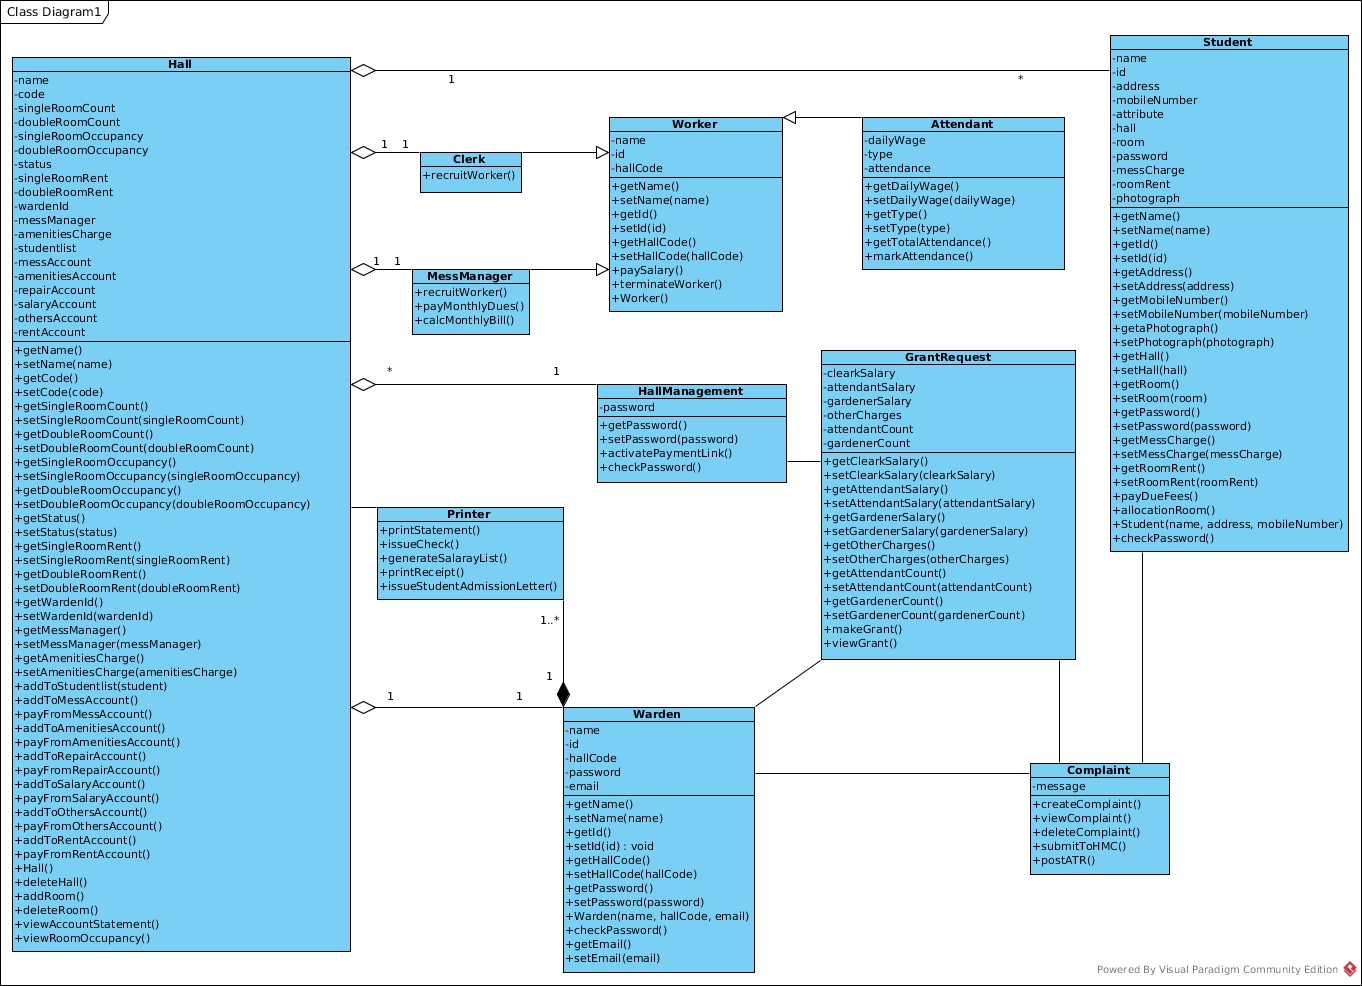 Class Diagram1
Hall
-name
-code
-singleRoomCount
-doubleRoomCount
-singleRoomOccupancy
-doubleRoomOccupancy
-status
-singleRoomRent
-doubleRoomRent
-wardenId
-messManager
-amenitiesCharge
-studentlist
-messAccount
-amenitiesAccount
-repairAccount
-salaryAccount
-othersAccount
-rentAccount
+getName()
+setName(name)
+getCode()
+setCode(code)
+getSingleRoomCount()
+setSingleRoomCount(singleRoomCount)
+getDoubleRoomCount()
+setDoubleRoomCount(doubleRoomCount)
+getSingleRoomOccupancy()
+setSingleRoomOccupancy(singleRoomOccupancy)
+getDoubleRoomOccupancy()
+setDoubleRoomOccupancy(doubleRoomOccupancy)
+getStatus()
+setStatus(status)
+getSingleRoomRent()
+setSingleRoomRent(singleRoomRent)
+getDoubleRoomRent()
+setDoubleRoomRent(doubleRoomRent)
+getWardenId()
+setWardenId(wardenId)
+getMessManager()
+setMessManager(messManager)
+getAmenitiesCharge()
+setAmenitiesCharge(amenitiesCharge)
+addToStudentlist(student)
+addToMessAccount()
+payFromMessAccount()
+addToAmenitiesAccount()
+payFromAmenitiesAccount()
+addToRepairAccount()
+payFromRepairAccount()
+addToSalaryAccount()
+payFromSalaryAccount()
+addToOthersAccount()
+payFromOthersAccount()
+addToRentAccount()
+payFromRentAccount()
+Hall()
+deleteHall()
+addRoom()
+deleteRoom()
+viewAccountStatement()
+viewRoomOccupancy()
1
*
1 1
Clerk
+recruitWorker()
1 1
MessManager
+recruitWorker()
+payMonthlyDues()
+calcMonthlyBill()
Worker
-name
-id
-hallCode
+getName()
+setName(name)
+getId()
+setId(id)
+getHallCode()
+setHallCode(hallCode)
+paySalary()
+terminateWorker()
+Worker()
Attendant
-dailyWage
-type
-attendance
+getDailyWage()
+setDailyWage(dailyWage)
+getType()
+setType(type)
+getTotalAttendance()
+markAttendance()
Student
-name
-id
-address
-mobileNumber
-attribute
-hall
-room
-password
-messCharge
-roomRent
-photograph
+getName()
+setName(name)
+getId()
+setId(id)
+getAddress()
+setAddress(address)
+getMobileNumber()
+setMobileNumber(mobileNumber)
+getaPhotograph()
+setPhotograph(photograph)
+getHall()
+setHall(hall)
+getRoom()
+setRoom(room)
+getPassword()
+setPassword(password)
+getMessCharge()
+setMessCharge(messCharge)
+getRoomRent()
+setRoomRent(roomRent)
+payDueFees()
+allocationRoom()
+Student(name, address, mobileNumber)
+checkPassword()
*
1
HallManagement
-password
+getPassword()
+setPassword(password)
+activatePaymentLink()
+checkPassword()
GrantRequest
-clearkSalary
-attendantSalary
-gardenerSalary
-otherCharges
-attendantCount
-gardenerCount
+getClearkSalary()
+setClearkSalary(clearkSalary)
+getAttendantSalary()
+setAttendantSalary(attendantSalary)
+getGardenerSalary()
+setGardenerSalary(gardenerSalary)
+getOtherCharges()
+setOtherCharges(otherCharges)
+getAttendantCount()
+setAttendantCount(attendantCount)
+getGardenerCount()
+setGardenerCount(gardenerCount)
+makeGrant()
+viewGrant()
Printer
+printStatement()
+issueCheck()
+generateSalarayList()
+printReceipt()
+issueStudentAdmissionLetter()
1..*
1
1
1
Warden
-name
-id
-hallCode
-password
-email
+getName()
+setName(name)
+getId()
+setId(id) : void
+getHallCode()
+setHallCode(hallCode)
+getPassword()
+setPassword(password)
+Warden(name, hallCode, email)
+checkPassword()
+getEmail()
+setEmail(email)
Complaint
-message
+createComplaint()
+viewComplaint()
+deleteComplaint()
+submitToHMC()
+postATR()
Powered By Visual Paradigm Community Edition